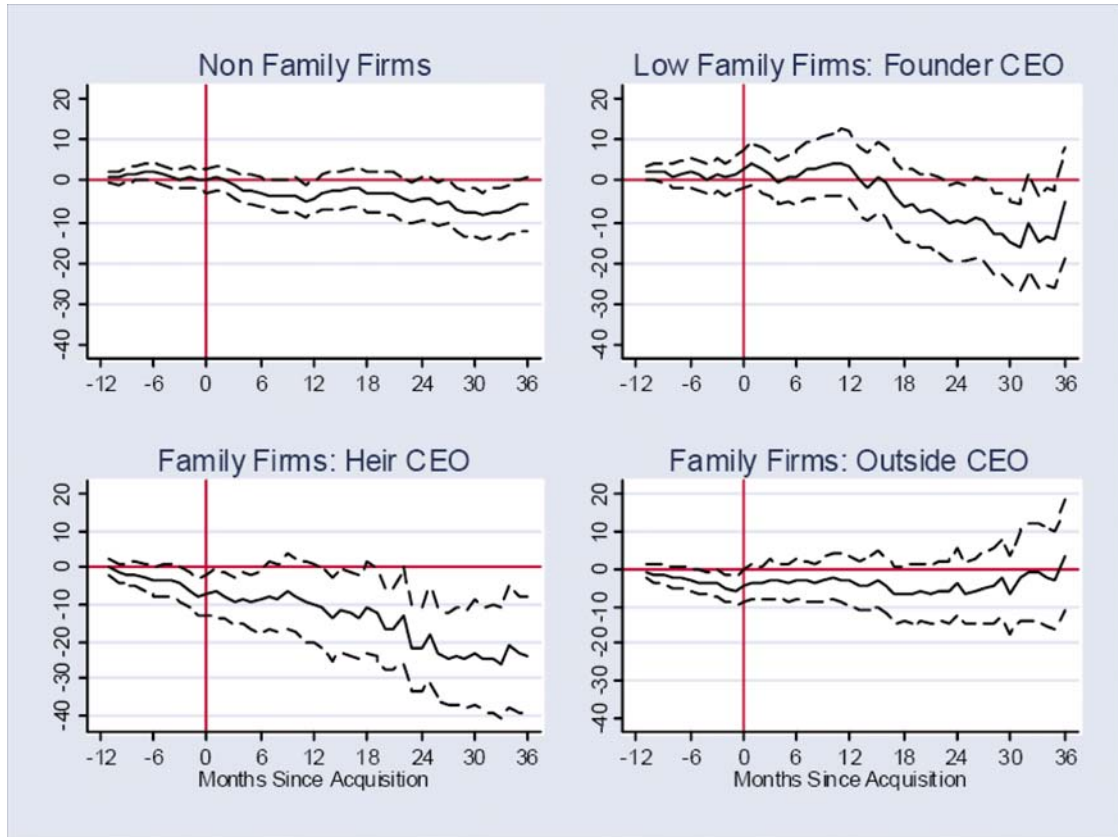 Non Family Firms
20
10
0
-10
-20
-30
-40
-12 -6 0 6 12 18 24 30 36
Low Family Firms: Founder CEO
20
10
0
-10
-20
-30
-40
-12 -6 0 6 12 18 24 30 36
Family Firms: Heir CEO
20
10
0
-10
-20
-30
-40
-12 -6 0 6 12 18 24 30 36
Months Since Acquisition
Family Firms: Outside CEO
20
10
0
-10
-20
-30
-40
-12 -6 0 6 12 18 24 30 36
Months Since Acquisition